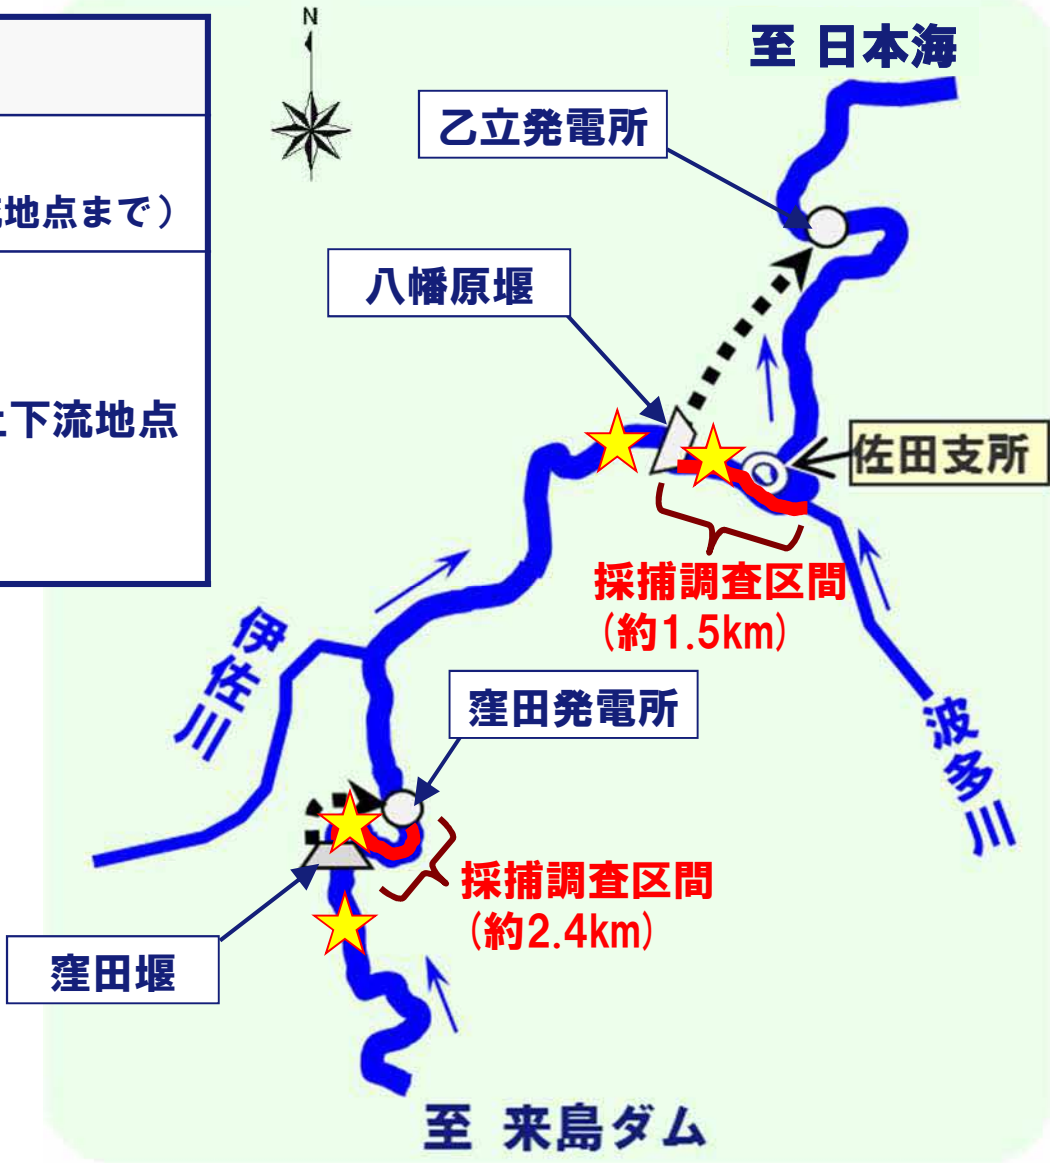 N
至 日本海
乙立発電所
地点まで）
八幡原堰
下流地点
佐田支所
採捕調査区間
(約1.5km)
伊佐川
窪田発電所
波多川
採捕調査区間
(約2.4km)
窪田堰
至 来島ダム